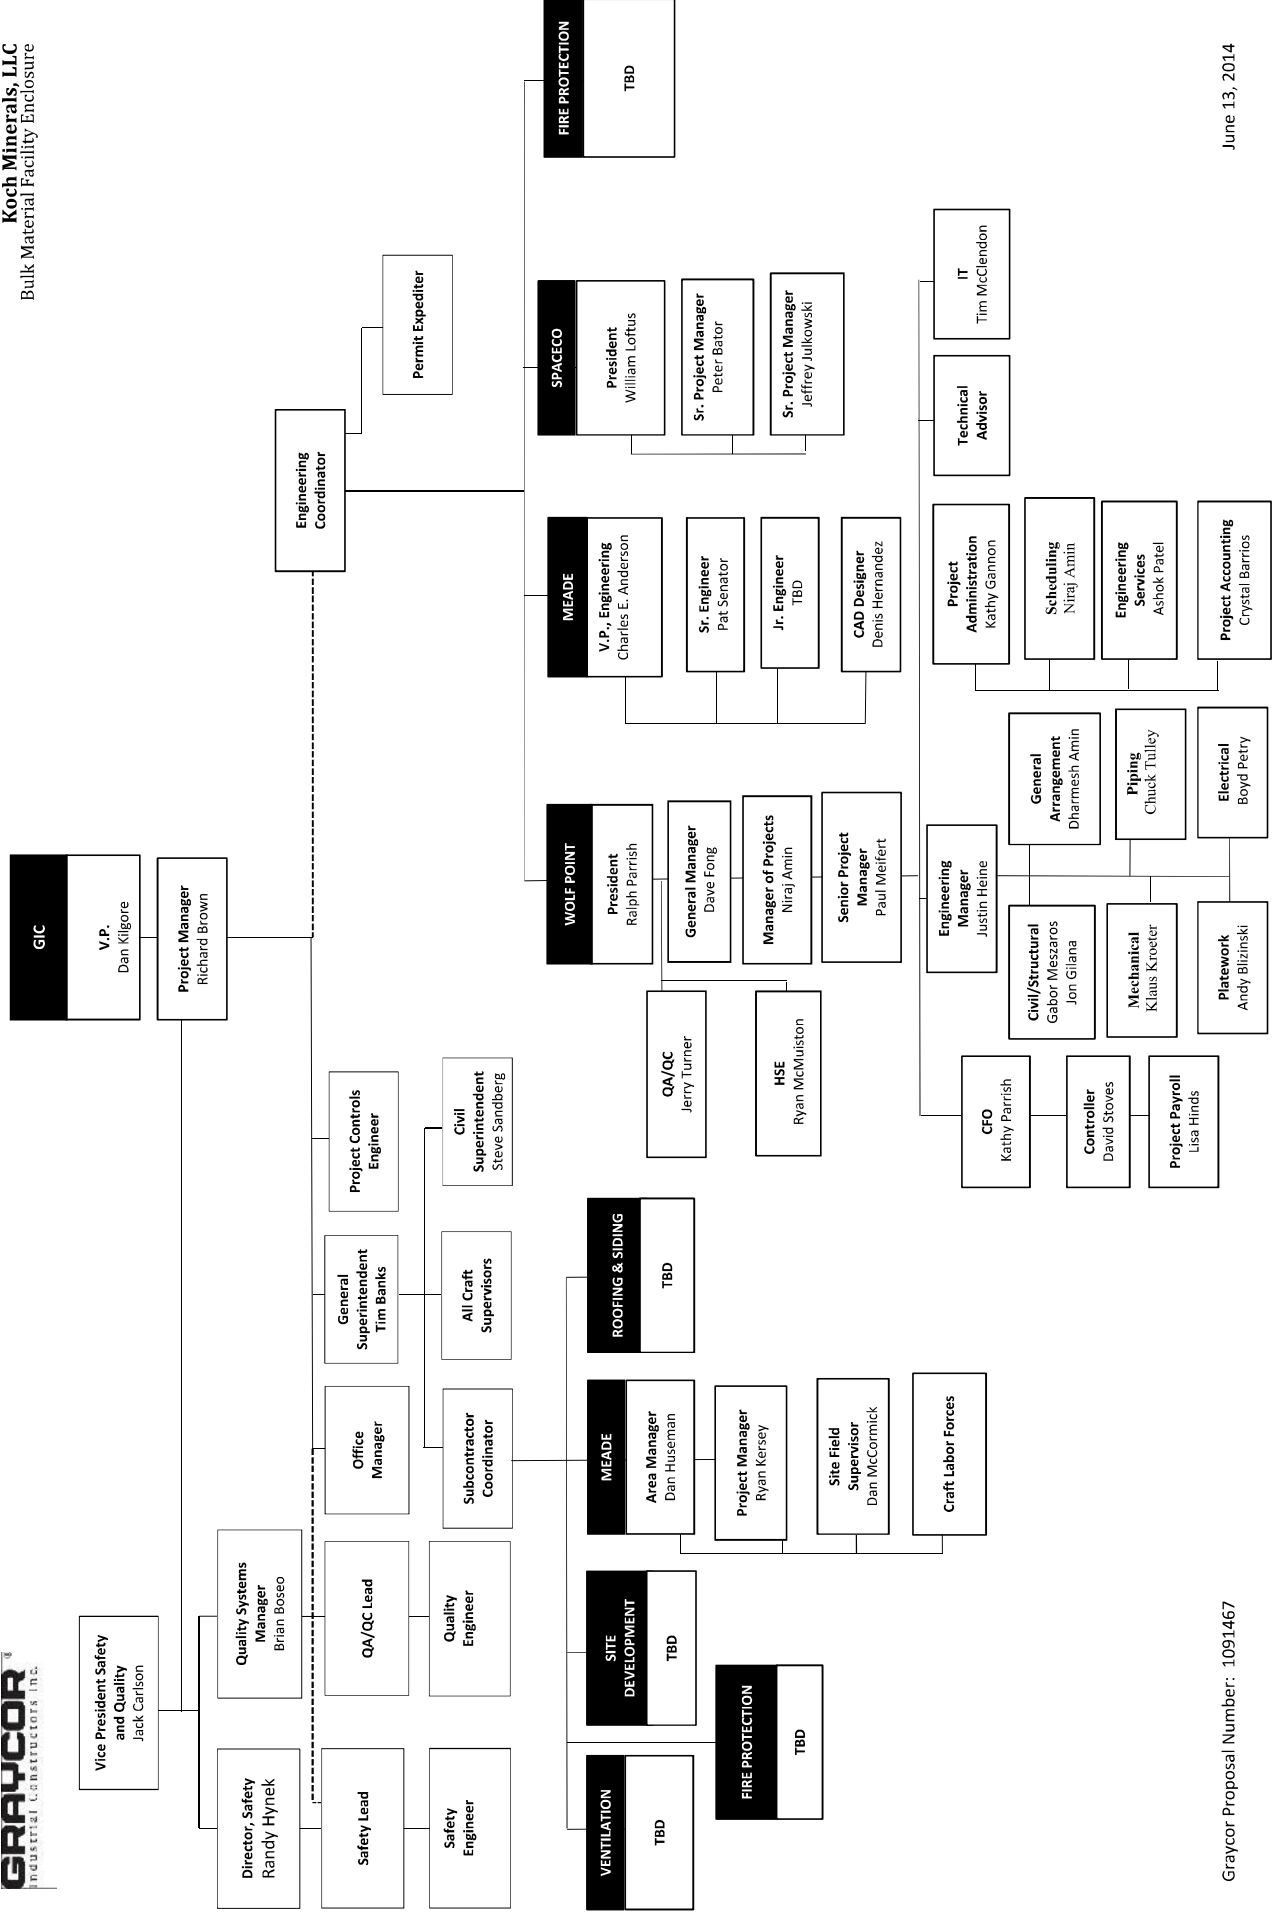 GRAYCOR®
Industrial Constructors Inc.
Koch Minerals, LLC
Bulk Material Facility Enclosure
GIC
V.P.
Dan Kilgore
Project Manager
Richard Brown
Vice President Safety
and Quality
Jack Carlson
Director, Safety
Randy Hynek
Quality Systems
Manager
Brian Boseo
Safety Lead
QA/QC Lead
Office
Manager
General
Superintendent
Tim Banks
Project Controls
Engineer
Engineering
Coordinator
Permit Expediter
Safety
Engineer
Quality
Engineer
Subcontractor
Coordinator
All Craft
Supervisors
Civil
Superintendent
Steve Sandberg
VENTILATION
TBD
SITE
DEVELOPMENT
TBD
FIRE PROTECTION
TBD
MEADE
Area Manager
Dan Huseman
Project Manager
Ryan Kersey
Site Field
Supervisor
Dan McCormick
Craft Labor Forces
ROOFING & SIDING
TBD
WOLF POINT
President
Ralph Parrish
QA/QC
Jerry Turner
HSE
Ryan McMuiston
General Manager
Dave Fong
Manager of Projects
Niraj Amin
Senior Project
Manager
Paul Meifert
MEADE
V.P., Engineering
Charles E. Anderson
Sr. Engineer
Pat Senator
Jr. Engineer
TBD
CAD Designer
Denis Hernandez
SPACECO
President
William Loftus
Sr. Project Manager
Peter Bator
Sr. Project Manager
Jeffrey Julkowski
FIRE PROTECTION
TBD
CFO
Kathy Parrish
Controller
David Stoves
Project Payroll
Lisa Hinds
Engineering
Manager
Justin Heine
Civil/Structural
Gabor Meszaros
Jon Gilana
General
Arrangement
Dharmesh Amin
Mechanical
Klaus Kroeter
Piping
Chuck Tulley
Platework
Andy Blizinski
Electrical
Boyd Petry
Project
Administration
Kathy Gannon
Scheduling
Niraj Amin
Engineering
Services
Ashok Patel
Project Accounting
Crystal Barrios
Technical
Advisor
IT
Tim McClendon
Graycor Proposal Number: 1091467
June 13, 2014